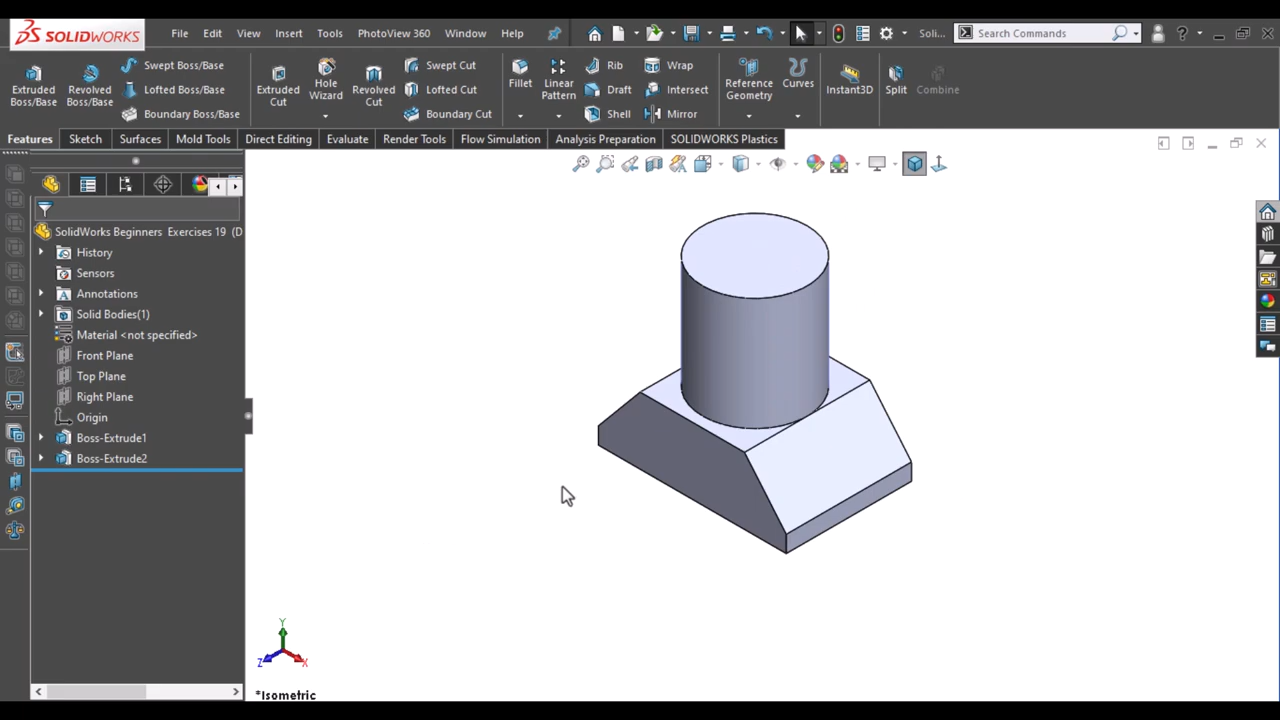 SOLIDWORKS File Edit View Insert Tools PhotoView 360 Window Help Soli... Search Commands ?
Extruded Boss/Base
Revolved Boss/Base
Swept Boss/Base
Lofted Boss/Base
Boundary Boss/Base
Extruded Cut
Hole Wizard
Revolved Cut
Swept Cut
Lofted Cut
Boundary Cut
Fillet
Linear Pattern
Rib
Draft
Shell
Wrap
Intersect
Mirror
Reference Geometry
Curves
Instant3D
Split
Combine
Features Sketch Surfaces Mold Tools Direct Editing Evaluate Render Tools Flow Simulation Analysis Preparation SOLIDWORKS Plastics
SolidWorks Beginners Exercises 19 (D
History
Sensors
Annotations
Solid Bodies(1)
Material <not specified>
Front Plane
Top Plane
Right Plane
Origin
Boss-Extrude1
Boss-Extrude2
Y
Z X
*Isometric